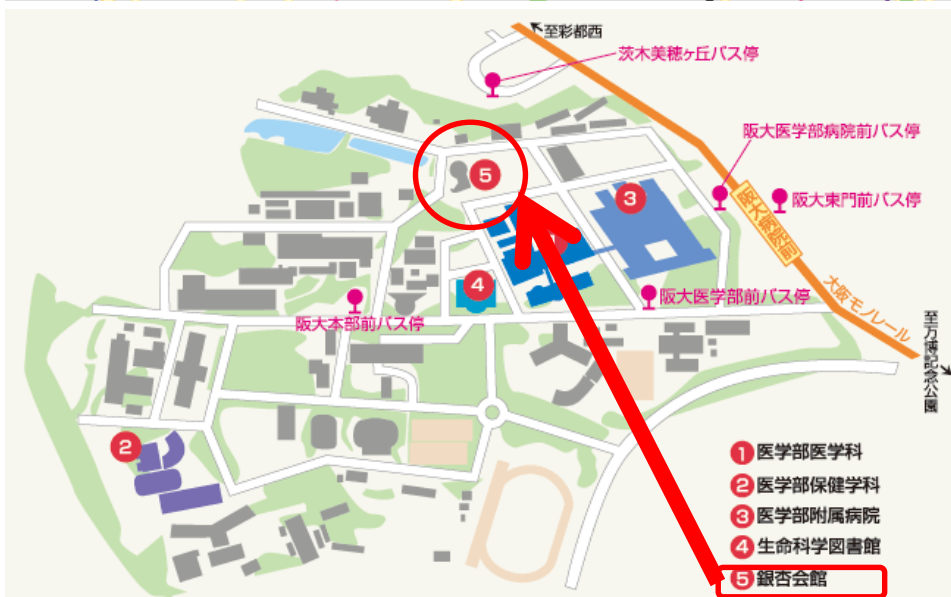 至彩都西
茨木美穂ヶ丘バス停
阪大医学部病院前バス停
5
3
阪大東門前バス停
阪大病院前
4
阪大医学部前バス停
大阪モノレール
阪大本部前バス停
至万博記念公園
2
1 医学部医学科
2 医学部保健学科
3 医学部附属病院
4 生命科学図書館
5 銀杏会館